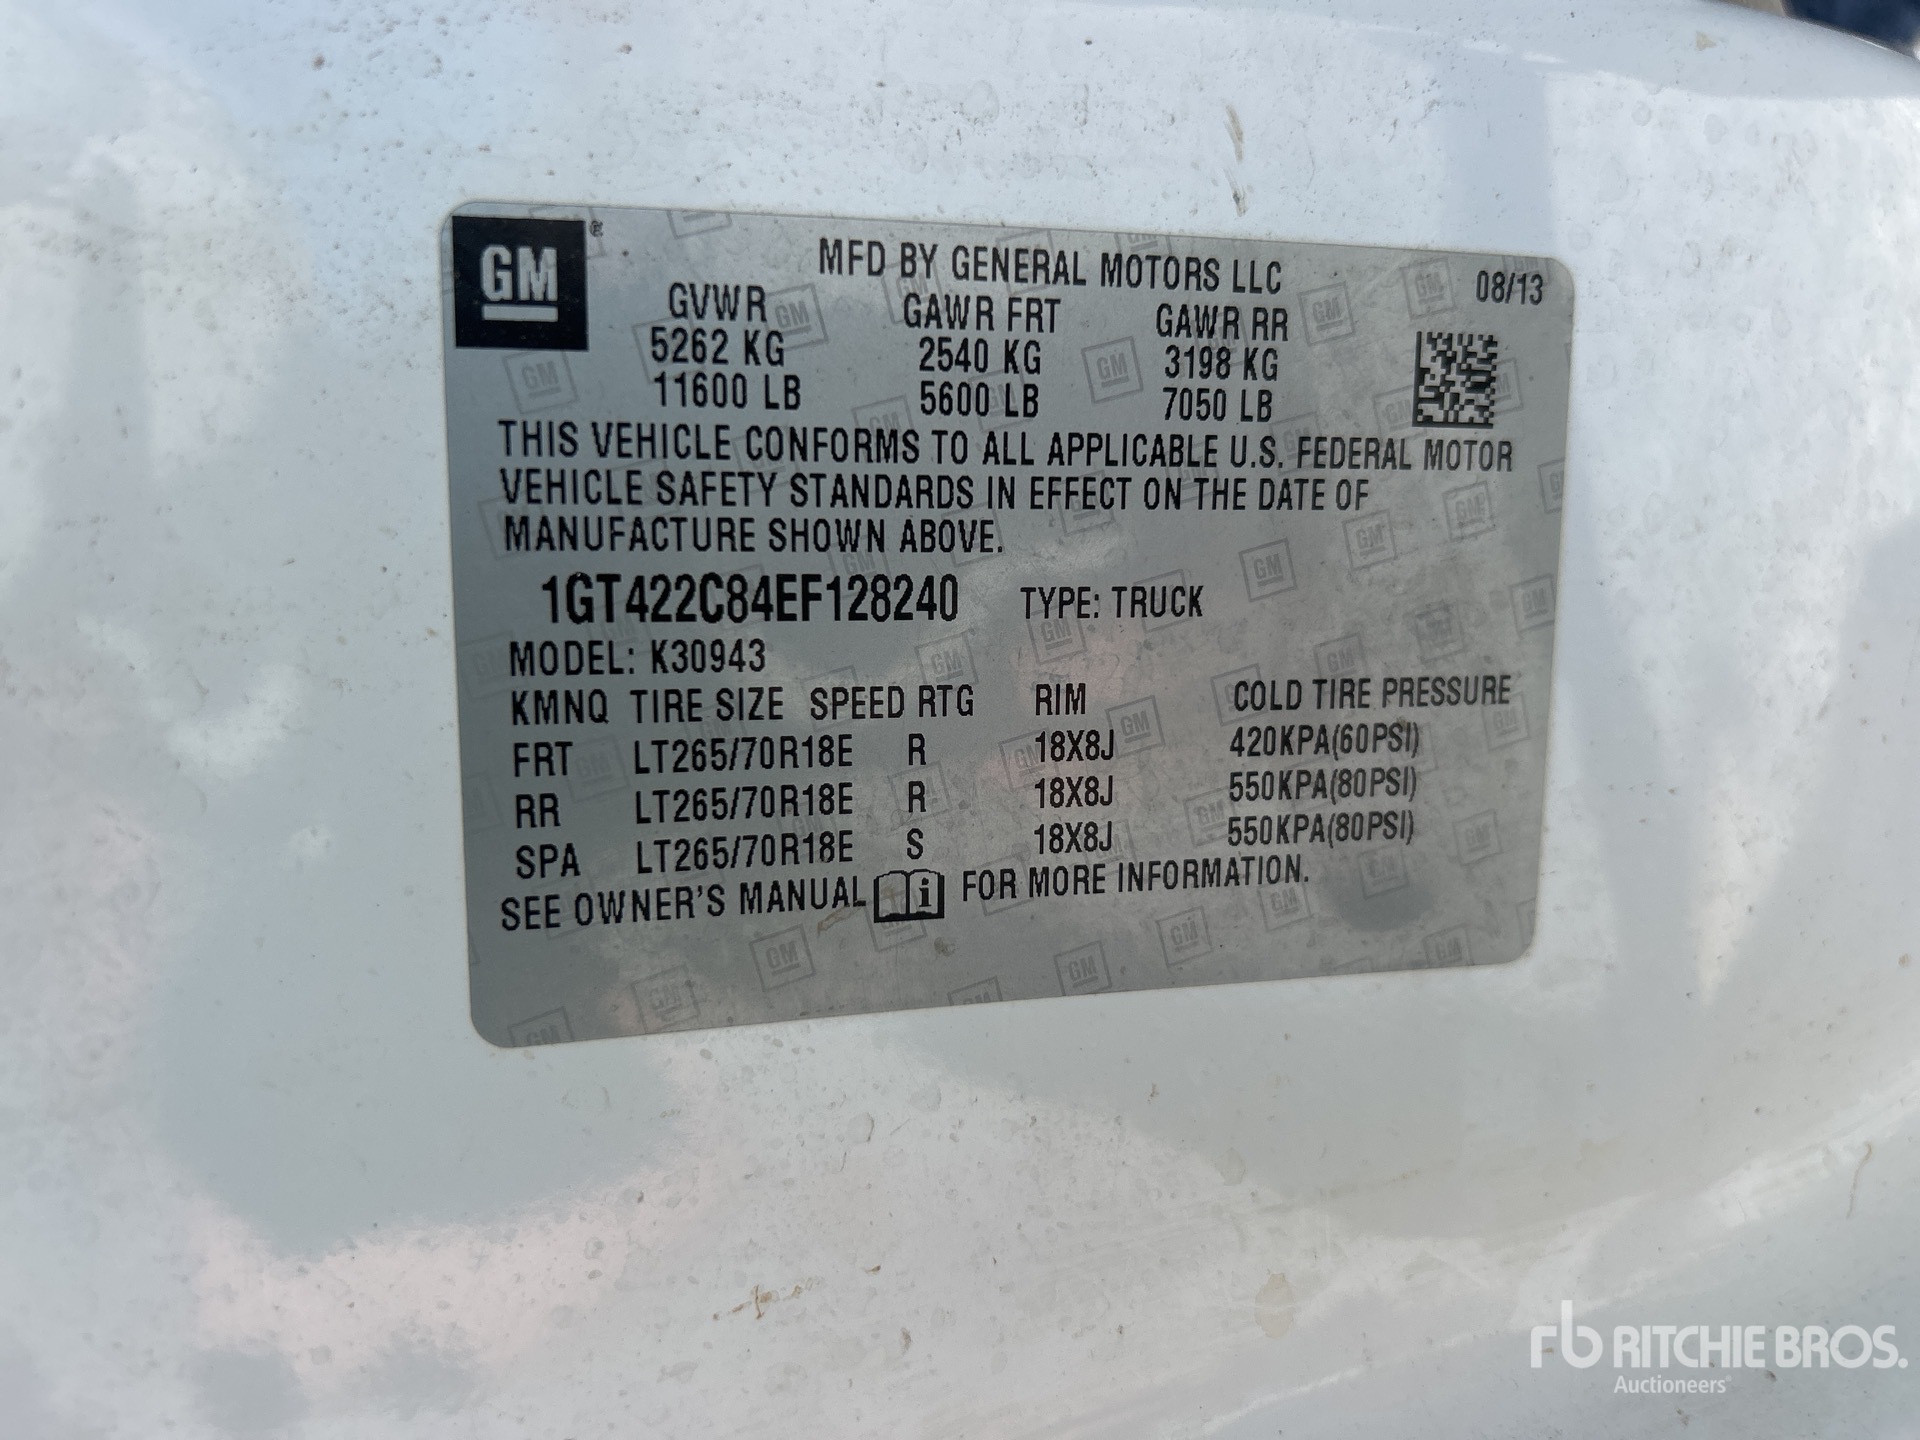 GM
MFD BY GENERAL MOTORS LLC 08/13
GVWR GAWR FRT GAWR RR
5262 KG 2540 KG 3198 KG
11600 LB 5600 LB 7050 LB
THIS VEHICLE CONFORMS TO ALL APPLICABLE U.S. FEDERAL MOTOR
VEHICLE SAFETY STANDARDS IN EFFECT ON THE DATE OF
MANUFACTURE SHOWN ABOVE.
1GT422C84EF128240 TYPE: TRUCK
MODEL: K30943
KMNQ TIRE SIZE SPEED RTG RIM COLD TIRE PRESSURE
FRT LT265/70R18E R 18X8J 420KPA(60PSI)
RR LT265/70R18E R 18X8J 550KPA(80PSI)
SPA LT265/70R18E S 18X8J 550KPA(80PSI)
SEE OWNER'S MANUAL i FOR MORE INFORMATION.
rb RITCHIE BROS.
Auctioneers